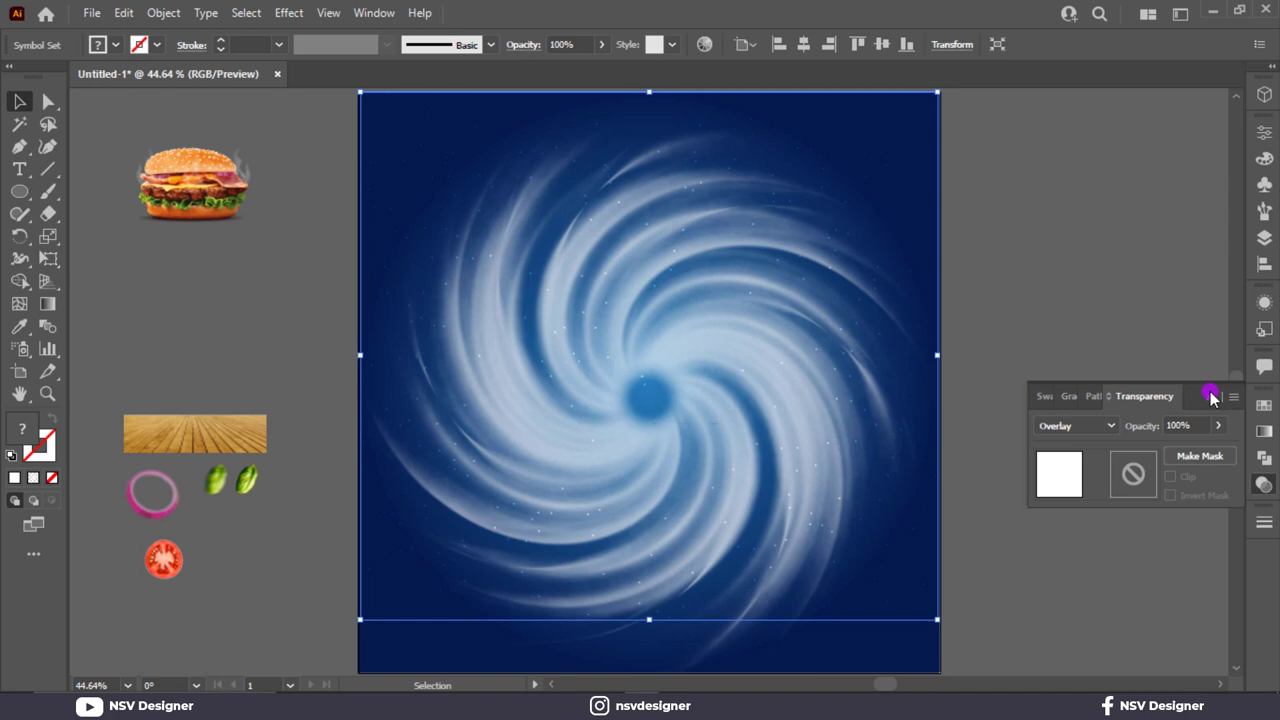 Ai File Edit Object Type Select Effect View Window Help
Symbol Set ? Stroke: Basic Opacity: 100% Style: Transform
Untitled-1* @ 44.64 % (RGB/Preview) ×
Gra Transparency
Overlay Opacity: 100%
Make Mask
Clip
Invert Mask
?
44.64% 0° 1 Selection
NSV Designer nsvdesigner NSV Designer